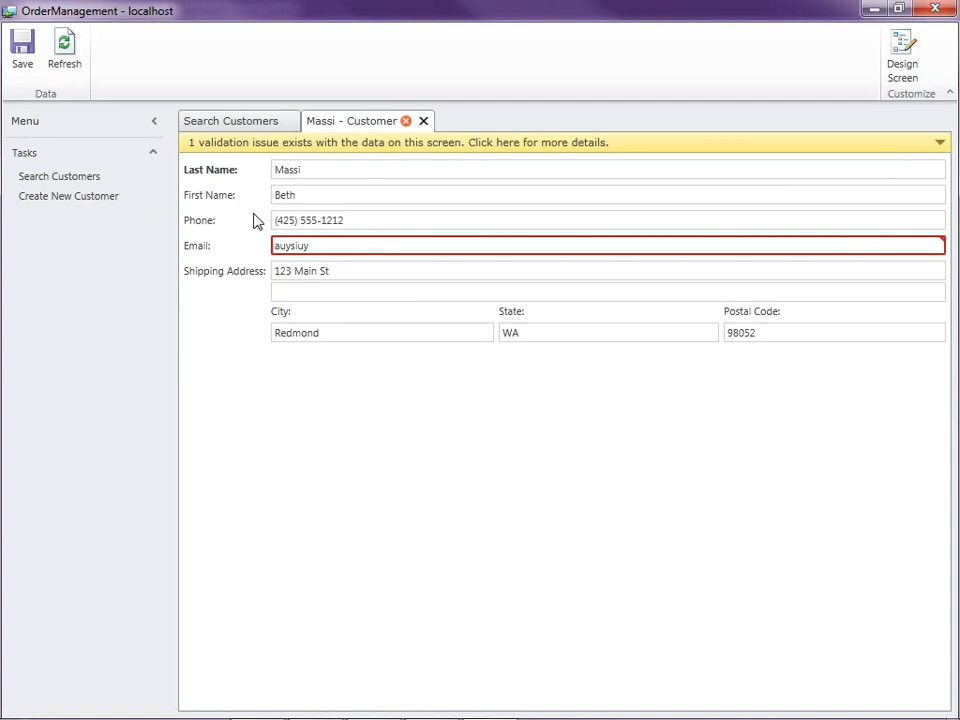 OrderManagement - localhost
Save Refresh
Design
Screen
Data
Customize
Menu
Search Customers
Massi - Customer
1 validation issue exists with the data on this screen. Click here for more details.
Tasks
Search Customers
Create New Customer
Last Name: Massi
First Name: Beth
Phone: (425) 555-1212
Email: auysiuy
Shipping Address: 123 Main St
City: State: Postal Code:
Redmond WA 98052